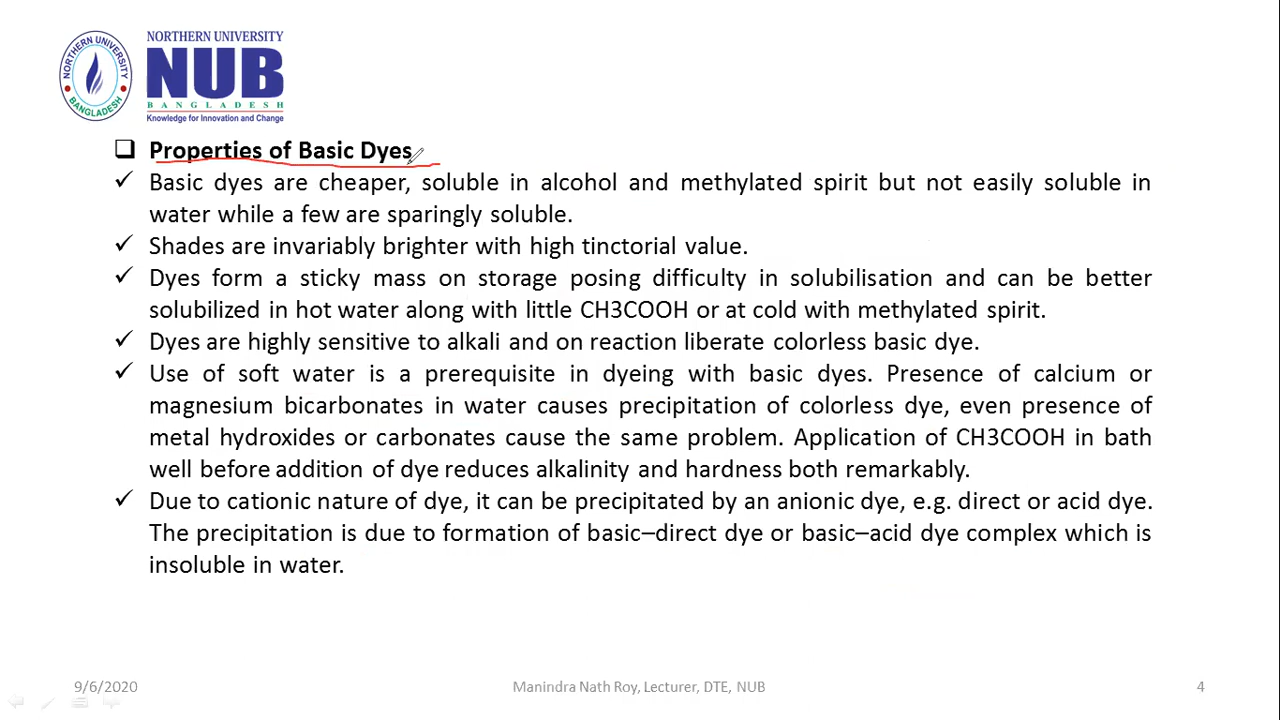 NORTHERN UNIVERSITY
BANGLADESH
NORTHERN UNIVERSITY
NUB
BANGLADESH
Knowledge for Innovation and Change
Properties of Basic Dyes
Basic dyes are cheaper, soluble in alcohol and methylated spirit but not easily soluble in
water while a few are sparingly soluble.
Shades are invariably brighter with high tinctorial value.
Dyes form a sticky mass on storage posing difficulty in solubilisation and can be better
solubilized in hot water along with little CH3COOH or at cold with methylated spirit.
Dyes are highly sensitive to alkali and on reaction liberate colorless basic dye.
Use of soft water is a prerequisite in dyeing with basic dyes. Presence of calcium or
magnesium bicarbonates in water causes precipitation of colorless dye, even presence of
metal hydroxides or carbonates cause the same problem. Application of CH3COOH in bath
well before addition of dye reduces alkalinity and hardness both remarkably.
Due to cationic nature of dye, it can be precipitated by an anionic dye, e.g. direct or acid dye.
The precipitation is due to formation of basic–direct dye or basic–acid dye complex which is
insoluble in water.
9/6/2020
Manindra Nath Roy, Lecturer, DTE, NUB
4